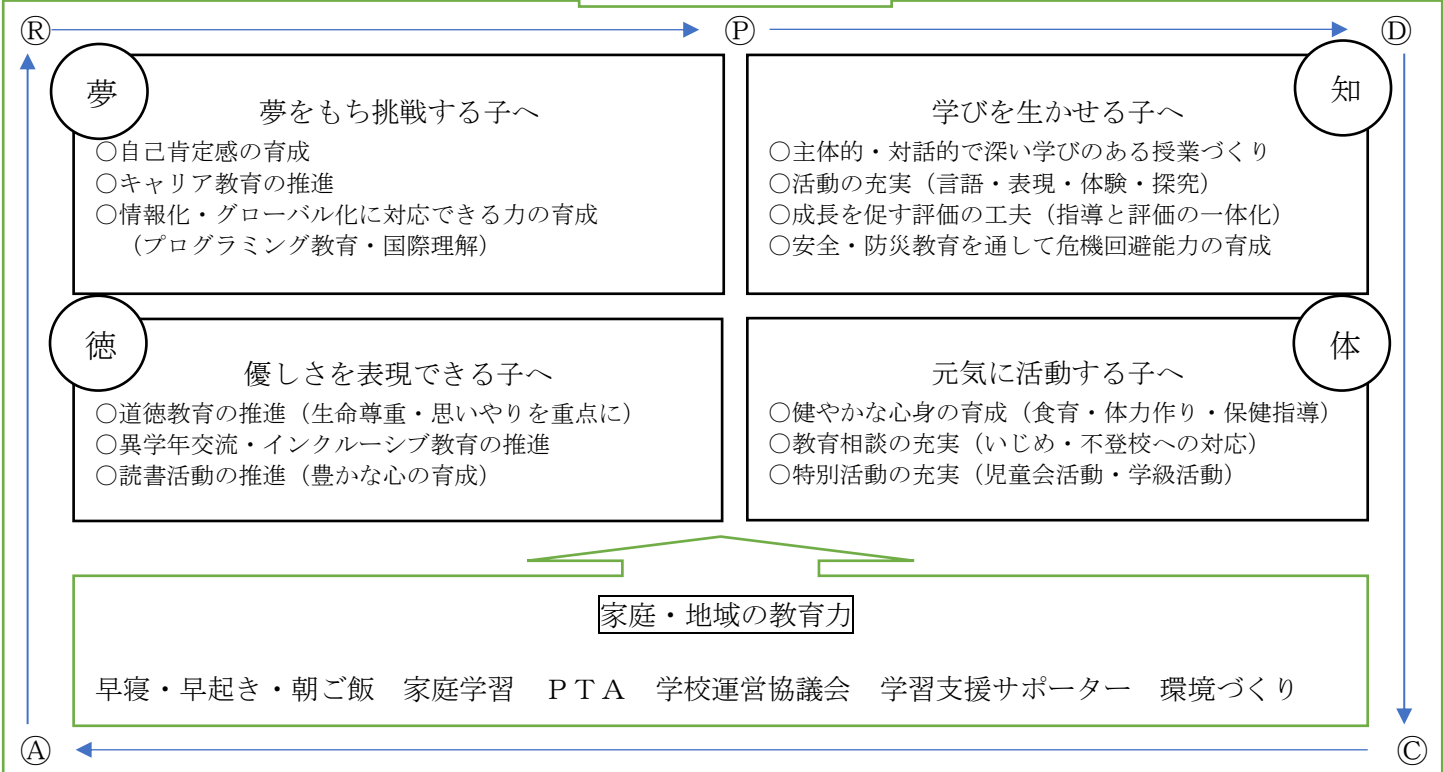 Ⓡ
Ⓟ
Ⓓ
夢
夢をもち挑戦する子へ
○自己肯定感の育成
○キャリア教育の推進
○情報化・グローバル化に対応できる力の育成
(プログラミング教育・国際理解)
知
学びを生かせる子へ
○主体的・対話的で深い学びのある授業づくり
○活動の充実(言語・表現・体験・探究)
○成長を促す評価の工夫(指導と評価の一体化)
○安全・防災教育を通して危機回避能力の育成
徳
優しさを表現できる子へ
○道徳教育の推進(生命尊重・思いやりを重点に)
○異学年交流・インクルーシブ教育の推進
○読書活動の推進(豊かな心の育成)
体
元気に活動する子へ
○健やかな心身の育成(食育・体力作り・保健指導)
○教育相談の充実(いじめ・不登校への対応)
○特別活動の充実(児童会活動・学級活動)
家庭・地域の教育力
早寝・早起き・朝ご飯 家庭学習 PTA 学校運営協議会 学習支援サポーター 環境づくり
Ⓐ
Ⓒ